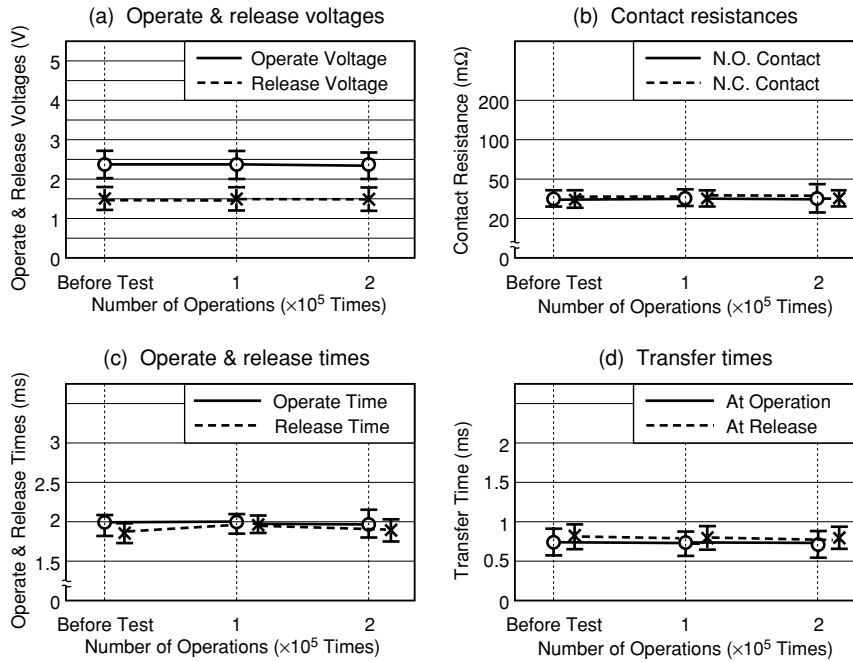 (a) Operate & release voltages
Operate & Release Voltages (V)
5
4
3
2
1
0
Operate Voltage
Release Voltage
Before Test 1 2
Number of Operations (×10⁵ Times)
(b) Contact resistances
Contact Resistance (mΩ)
200
100
50
20
0
N.O. Contact
N.C. Contact
Before Test 1 2
Number of Operations (×10⁵ Times)
(c) Operate & release times
Operate & Release Times (ms)
3
2.5
2
1.5
0
Operate Time
Release Time
Before Test 1 2
Number of Operations (×10⁵ Times)
(d) Transfer times
Transfer Time (ms)
2
1.5
1
0.5
0
At Operation
At Release
Before Test 1 2
Number of Operations (×10⁵ Times)